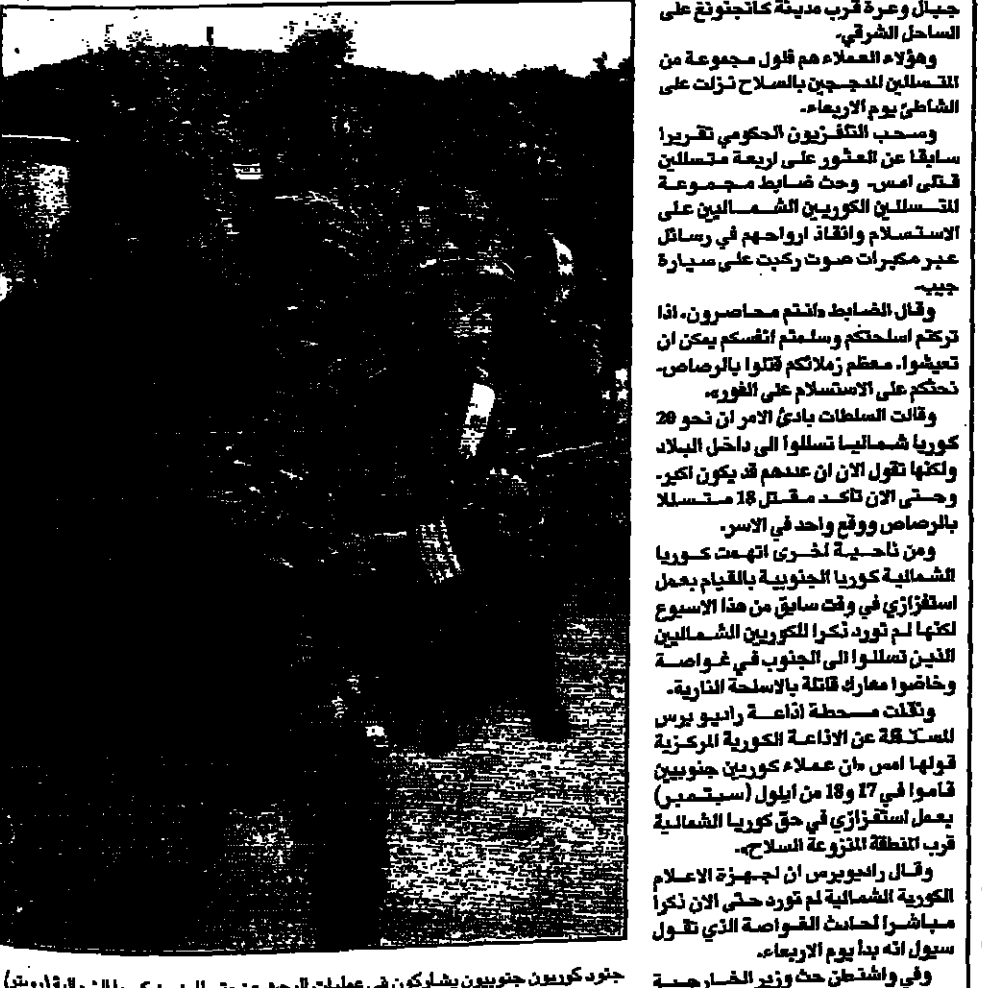 جبال وعرة قرب مدينة كانجنونغ على
الساحل الشرقي.
وهؤلاء العملاء هم فلول مجموعة من
المتسللين المدججين بالسلاح نزلت على
الشاطئ يوم الاربعاء.
وسحب التلفزيون الحكومي تقريرا
سابقا عن العثور على اربعة متسللين
قتلى امس. وحث ضابط مجموعة
المتسللين الكوريين الشماليين على
الاستسلام وانقاذ ارواحهم في رسائل
عبر مكبرات صوت ركبت على سيارة
جيب.
وقال الضابط «انتم محاصرون. اذا
تركتم اسلحتكم وسلمتم انفسكم يمكن ان
تعيشوا. معظم زملائكم قتلوا بالرصاص.
نحثكم على الاستسلام على الفور».
وقالت السلطات بادئ الامر ان نحو 20
كوريا شماليا تسللوا الى داخل البلاد
ولكنها تقول الان ان عددهم قد يكون اكبر.
وحتى الان تاكد مقتل 18 متسللا
بالرصاص ووقع واحد في الاسر.
ومن ناحية اخرى اتهمت كوريا
الشمالية كوريا الجنوبية بالقيام بعمل
استفزازي في وقت سابق من هذا الاسبوع
لكنها لم تورد ذكرا للكوريين الشماليين
الذين تسللوا الى الجنوب في غواصة
وخاضوا معارك قاتلة بالاسلحة النارية.
ونقلت محطة اذاعة راديو برس
عن الاذاعة الكورية المركزية
قولها امس «ان عملاء كوريين جنوبيين
قاموا في 17 و18 من ايلول (سبتمبر)
بعمل استفزازي في حق كوريا الشمالية
قرب المنطقة المنزوعة السلاح».
وقال راديوبرس ان اجهزة الاعلام
الكورية الشمالية لم تورد حتى الان ذكرا
مباشرا لحادث الغواصة الذي تقول
سيول انه بدأ يوم الاربعاء.
وفي واشنطن حث وزير الخارجية
جنود كوريون جنوبيون يشاركون في عمليات البحث عن (رويتر)